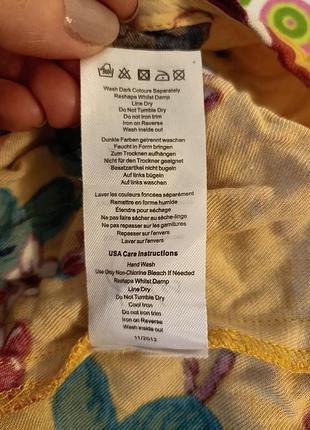 Wash Dark Colours Separately
Reshape Whilst Damp
Line Dry
Do Not Tumble Dry
Do not iron trim
Iron on Reverse
Wash inside out
Dunkle Farben getrennt waschen
Feucht in Form bringen
Zum Trocknen aufhängen
Nicht für den Trockner geeignet
Besatzartikel nicht bugeln
Auf links bügeln
Auf links waschen
Laver les couleurs foncées séparément
Remettre en forme humide
Étendre pour séchage
Ne pas faire sécher au sèche-linge
Ne pas repasser sur les garnitures
Repasser sur l'envers
Laver sur l'envers
USA Care Instructions
Hand Wash
Use Only Non-Chlorine Bleach If Needed
Reshape Whilst Damp
Line Dry
Do Not Tumble Dry
Cool Iron
Do not iron trim
Iron on Reverse
Wash inside out
11/2013